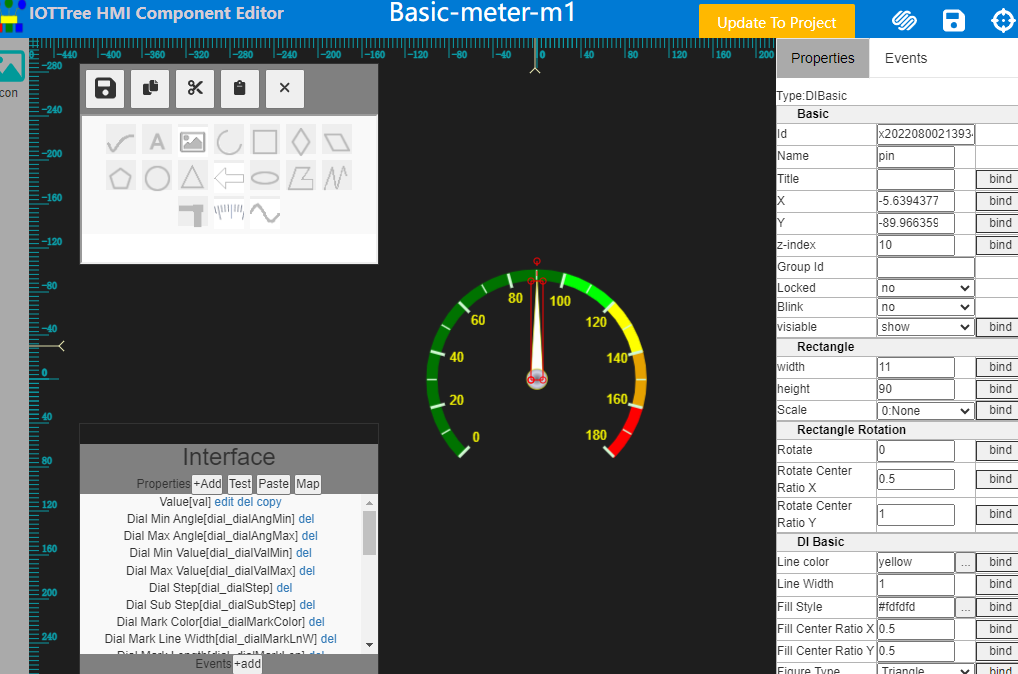 IOTTree HMI Component Editor
Basic-meter-m1
Update To Project
-440 -400 -360 -320 -280 -240 -200 -160 -120 -80 -40 0 40 80 120 160 200
-280
-240
-200
-160
-120
-80
-40
0
40
80
120
160
200
240
con
A
80 100
60 120
40 140
20 160
0 180
Interface
Properties +Add Test Paste Map
Value[val] edit del copy
Dial Min Angle[dial_dialAngMin] del
Dial Max Angle[dial_dialAngMax] del
Dial Min Value[dial_dialValMin] del
Dial Max Value[dial_dialValMax] del
Dial Step[dial_dialStep] del
Dial Sub Step[dial_dialSubStep] del
Dial Mark Color[dial_dialMarkColor] del
Dial Mark Line Width[dial_dialMarkLnW] del
Dial Mark Length[dial_dialMarkLen] del
Events +add
Properties Events
Type:DIBasic
Basic
Id x2022080021393
Name pin
Title bind
X -5.6394377 bind
Y -89.966359 bind
z-index 10 bind
Group Id
Locked no
Blink no
visiable show bind
Rectangle
width 11 bind
height 90 bind
Scale 0:None bind
Rectangle Rotation
Rotate 0 bind
Rotate Center
Ratio X 0.5 bind
Rotate Center
Ratio Y 1 bind
DI Basic
Line color yellow ... bind
Line Width 1 bind
Fill Style #fdfdfd ... bind
Fill Center Ratio X 0.5 bind
Fill Center Ratio Y 0.5 bind
Figure Type Triangle bind